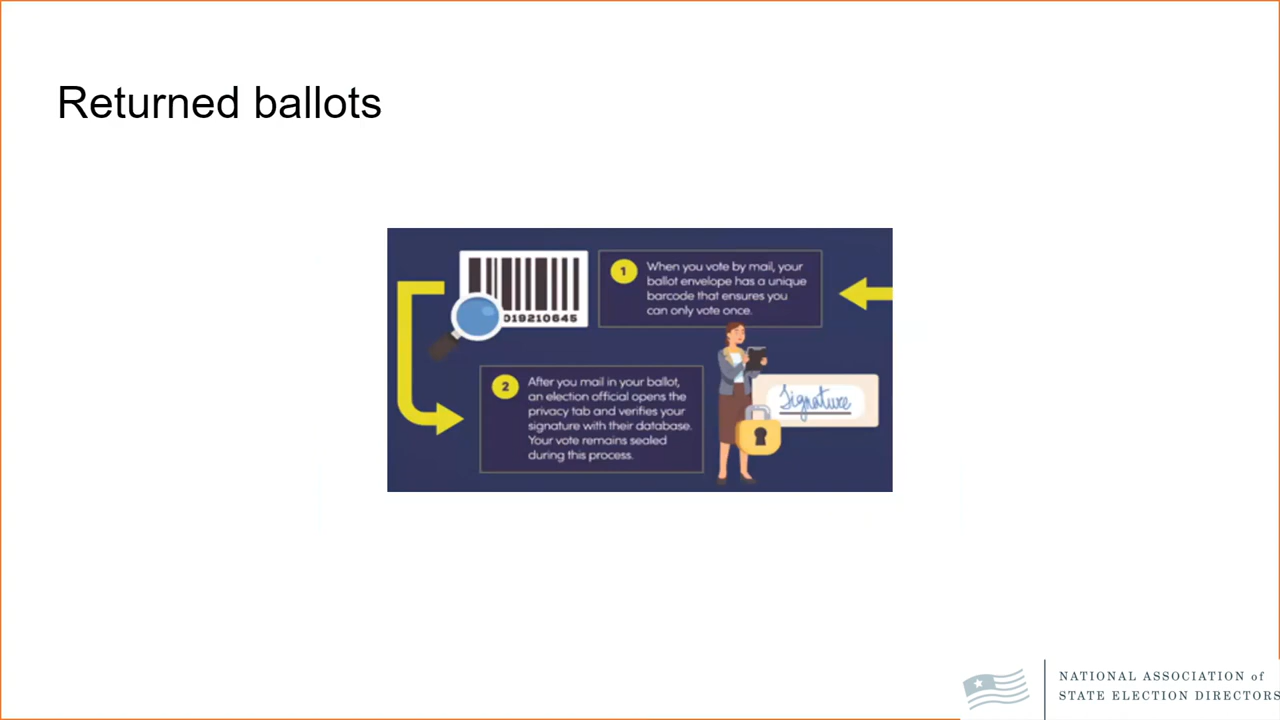 Returned ballots
1
When you vote by mail, your
ballot envelope has a unique
barcode that ensures you
can only vote once.
019210645
2
After you mail in your ballot,
an election official opens the
privacy tab and verifies your
signature with their database.
Your vote remains sealed
during this process.
Signature
NATIONAL ASSOCIATION of
STATE ELECTION DIRECTORS